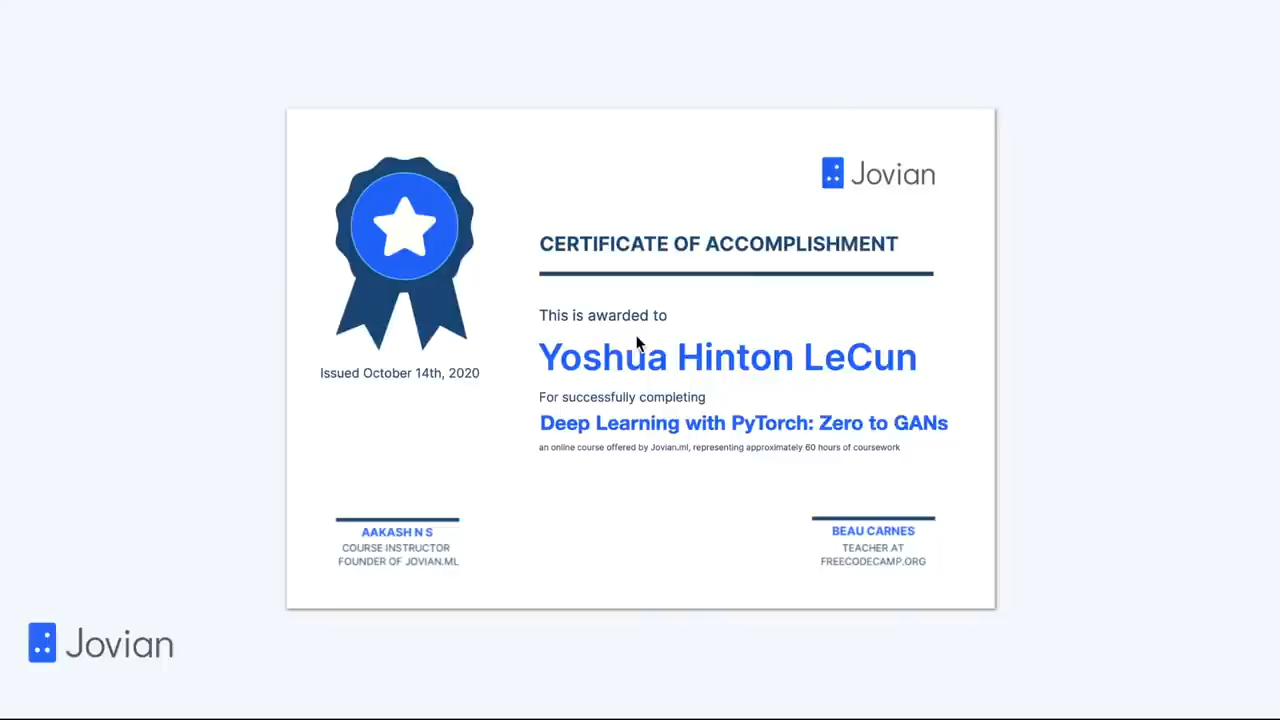 Jovian
CERTIFICATE OF ACCOMPLISHMENT
This is awarded to
Yoshua Hinton LeCun
Issued October 14th, 2020
For successfully completing
Deep Learning with PyTorch: Zero to GANs
an online course offered by Jovian.ml, representing approximately 60 hours of coursework
AAKASH N S
COURSE INSTRUCTOR
FOUNDER OF JOVIAN.ML
BEAU CARNES
TEACHER AT
FREECODECAMP.ORG
Jovian